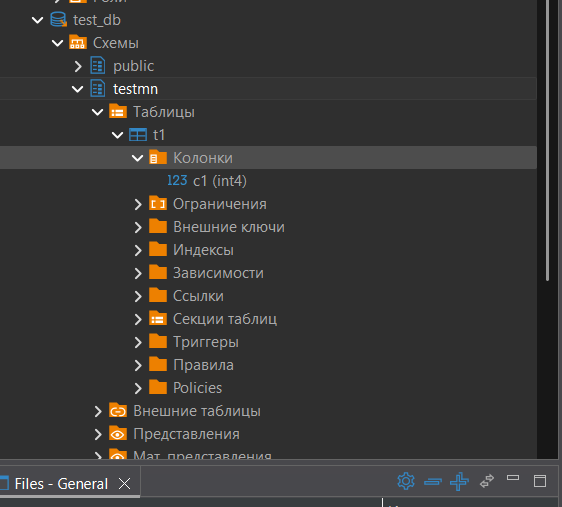 test_db
Схемы
public
testmn
Таблицы
t1
Колонки
123 c1 (int4)
Ограничения
Внешние ключи
Индексы
Зависимости
Ссылки
Секции таблиц
Триггеры
Правила
Policies
Внешние таблицы
Представления
Мат. представления
Files - General